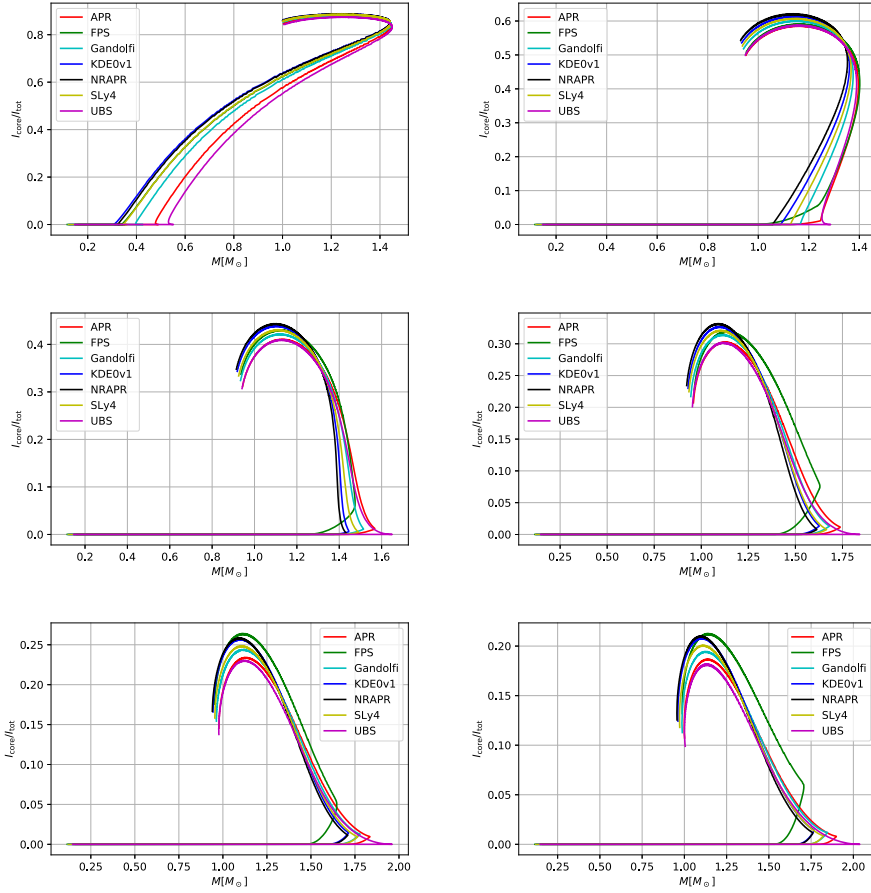 APR
FPS
Gandolfi
KDE0v1
NRAPR
SLy4
UBS
I_core/I_tot
0.8
0.6
0.4
0.2
0.0
0.2 0.4 0.6 0.8 1.0 1.2 1.4
M[M_⊙]
APR
FPS
Gandolfi
KDE0v1
NRAPR
SLy4
UBS
I_core/I_tot
0.6
0.5
0.4
0.3
0.2
0.1
0.0
0.2 0.4 0.6 0.8 1.0 1.2 1.4
M[M_⊙]
APR
FPS
Gandolfi
KDE0v1
NRAPR
SLy4
UBS
I_core/I_tot
0.4
0.3
0.2
0.1
0.0
0.2 0.4 0.6 0.8 1.0 1.2 1.4 1.6
M[M_⊙]
APR
FPS
Gandolfi
KDE0v1
NRAPR
SLy4
UBS
I_core/I_tot
0.30
0.25
0.20
0.15
0.10
0.05
0.00
0.25 0.50 0.75 1.00 1.25 1.50 1.75
M[M_⊙]
APR
FPS
Gandolfi
KDE0v1
NRAPR
SLy4
UBS
I_core/I_tot
0.25
0.20
0.15
0.10
0.05
0.00
0.25 0.50 0.75 1.00 1.25 1.50 1.75 2.00
M[M_⊙]
APR
FPS
Gandolfi
KDE0v1
NRAPR
SLy4
UBS
I_core/I_tot
0.20
0.15
0.10
0.05
0.00
0.25 0.50 0.75 1.00 1.25 1.50 1.75 2.00
M[M_⊙]